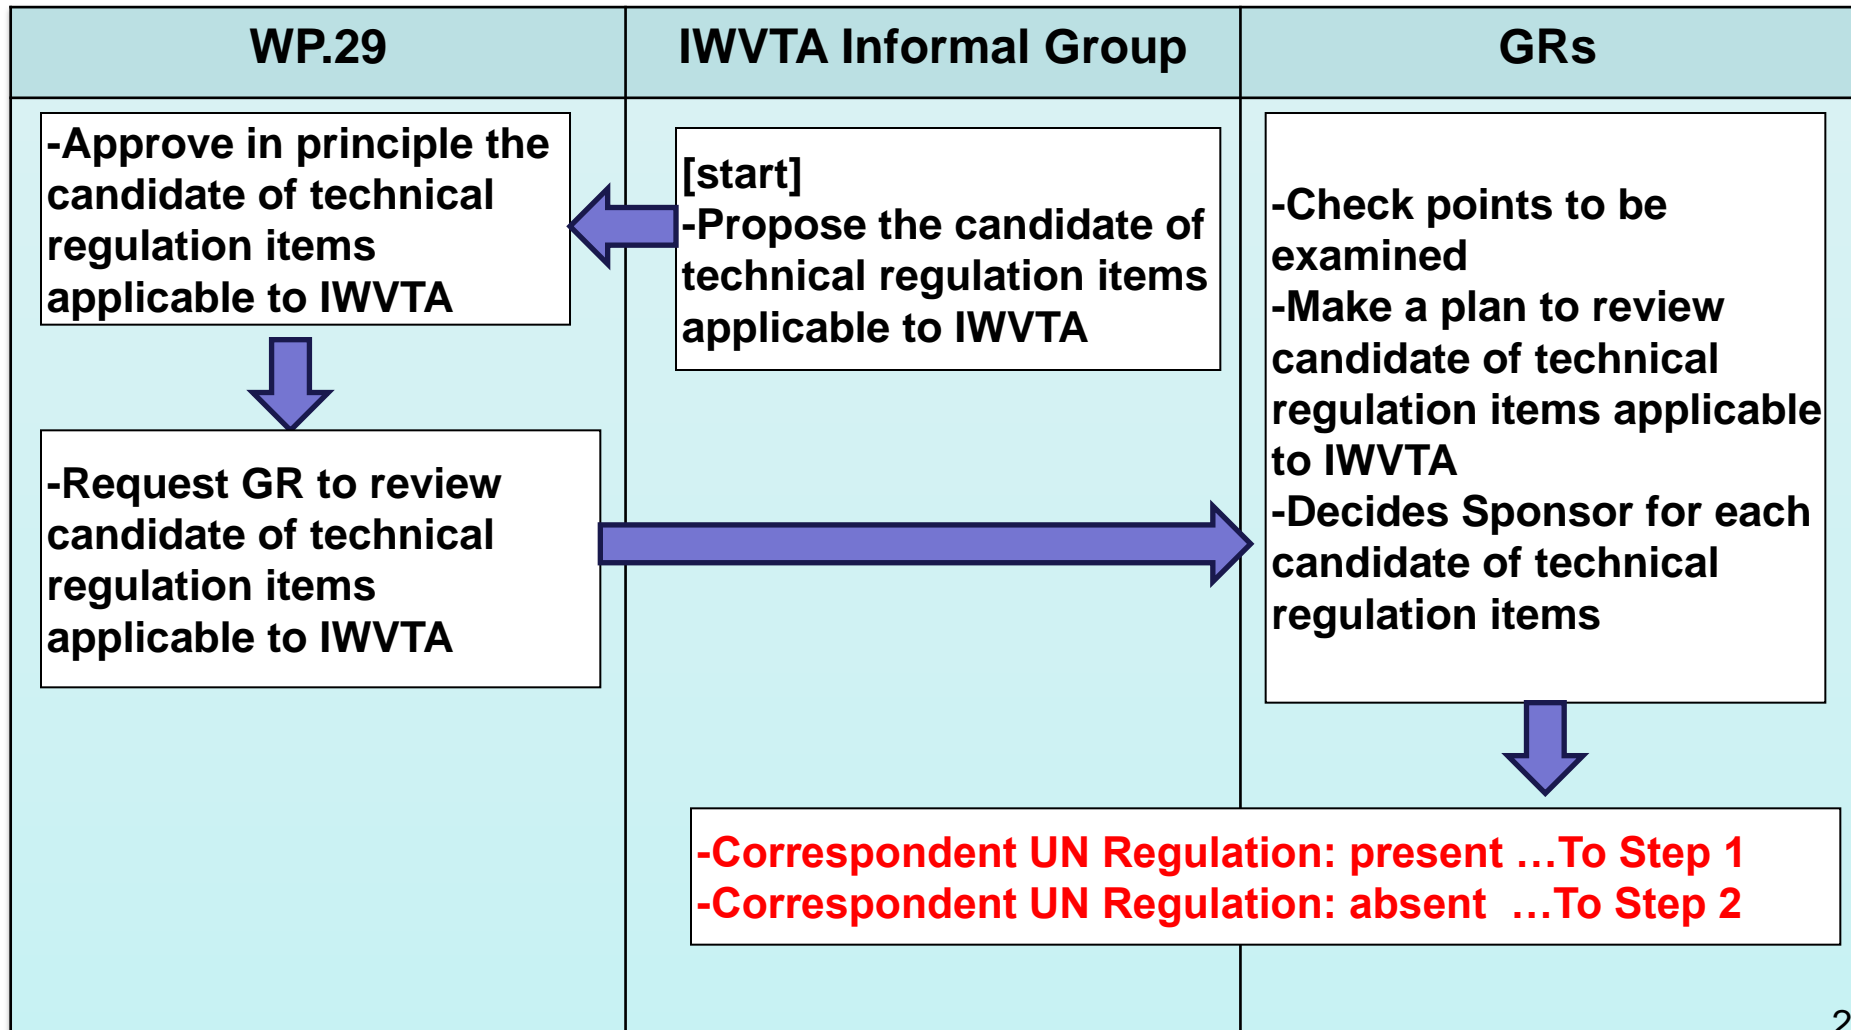 WP.29
IWVTA Informal Group
GRs
-Approve in principle the
candidate of technical
regulation items
applicable to IWVTA
[start]
-Propose the candidate of
technical regulation items
applicable to IWVTA
-Check points to be
examined
-Make a plan to review
candidate of technical
regulation items applicable
to IWVTA
-Decides Sponsor for each
candidate of technical
regulation items
-Request GR to review
candidate of technical
regulation items
applicable to IWVTA
-Correspondent UN Regulation: present …To Step 1
-Correspondent UN Regulation: absent …To Step 2
2